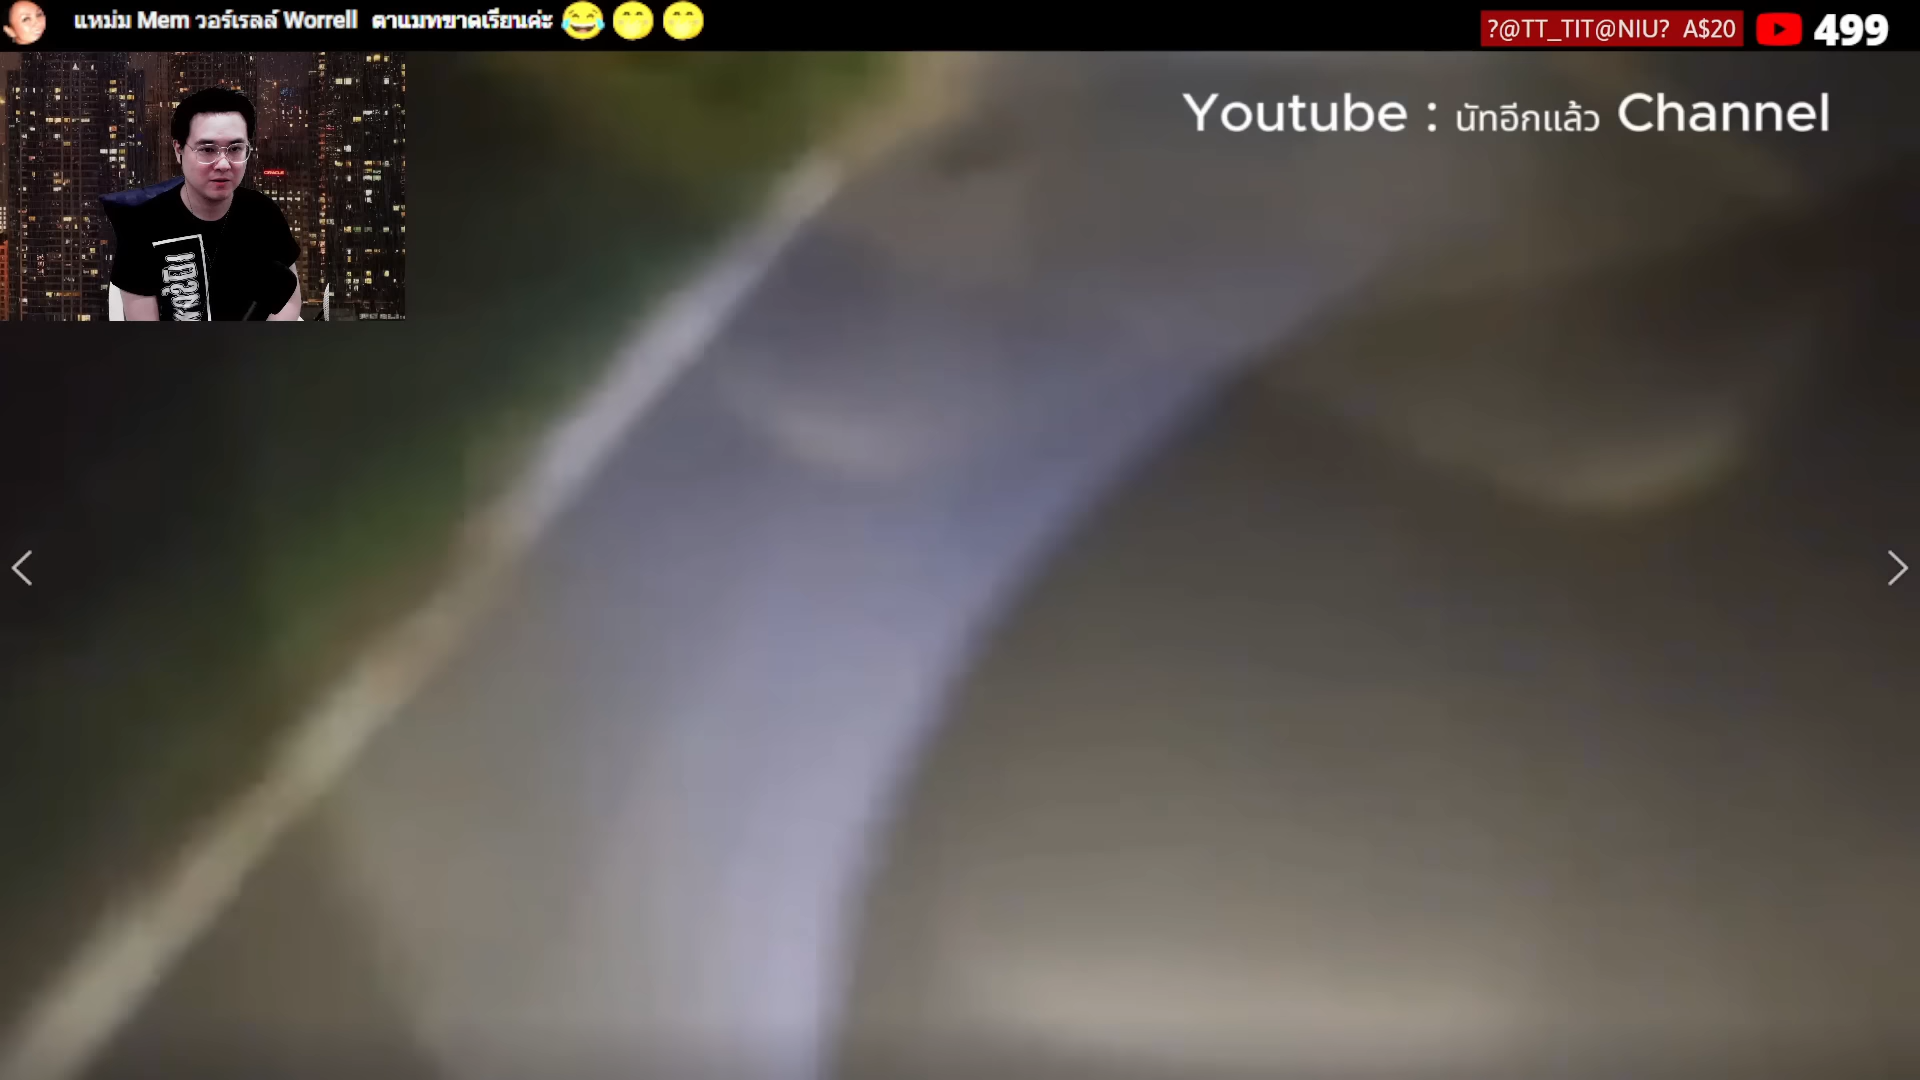 แหม่ม Mem วอร์เรลล์ Worrell ตาแมทขาดเรียนค่ะ 😂😁😁
?@TT_TIT@NIU? A$20
499
Youtube : นัทอีกแล้ว Channel
ORACLE